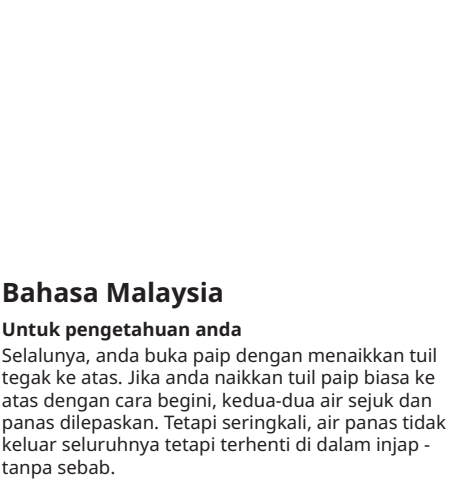 Bahasa Malaysia
Untuk pengetahuan anda
Selalunya, anda buka paip dengan menaikkan tuil
tegak ke atas. Jika anda naikkan tuil paip biasa ke
atas dengan cara begini, kedua-dua air sejuk dan
panas dilepaskan. Tetapi seringkali, air panas tidak
keluar seluruhnya tetapi terhenti di dalam injap -
tanpa sebab.